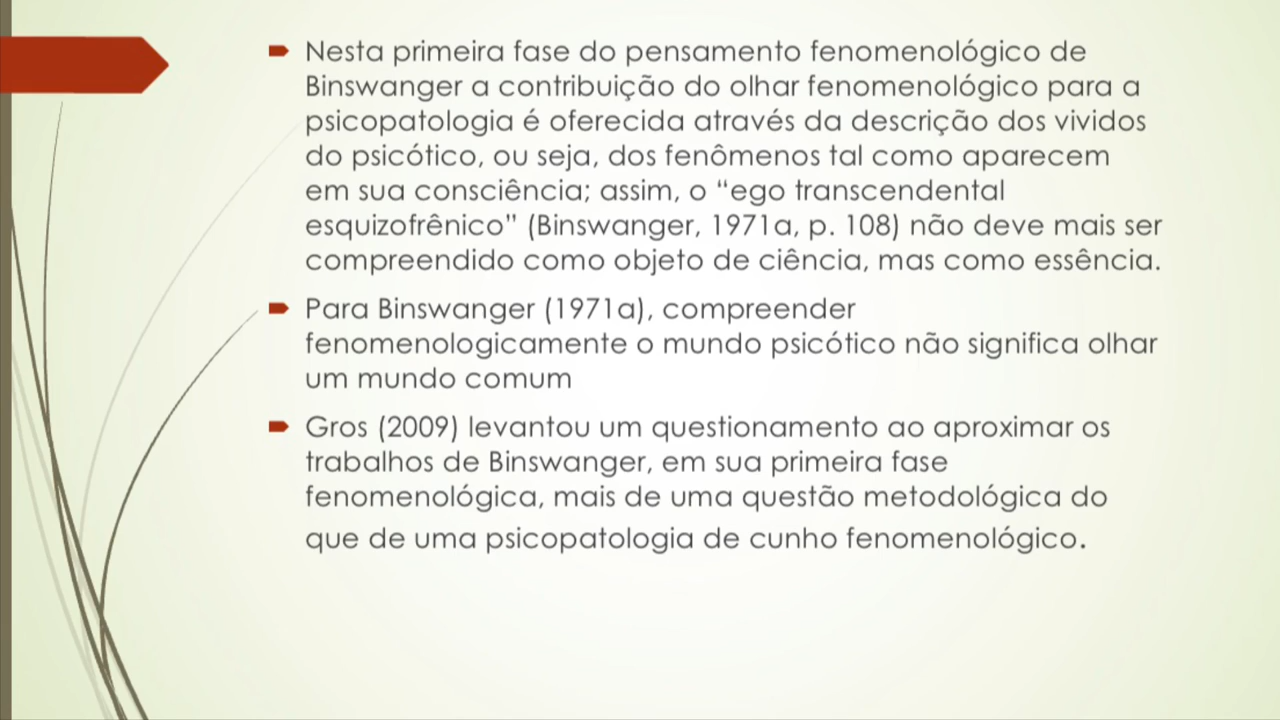 Nesta primeira fase do pensamento fenomenológico de
Binswanger a contribuição do olhar fenomenológico para a
psicopatologia é oferecida através da descrição dos vividos
do psicótico, ou seja, dos fenômenos tal como aparecem
em sua consciência; assim, o “ego transcendental
esquizofrênico” (Binswanger, 1971a, p. 108) não deve mais ser
compreendido como objeto de ciência, mas como essência.
Para Binswanger (1971a), compreender
fenomenologicamente o mundo psicótico não significa olhar
um mundo comum
Gros (2009) levantou um questionamento ao aproximar os
trabalhos de Binswanger, em sua primeira fase
fenomenológica, mais de uma questão metodológica do
que de uma psicopatologia de cunho fenomenológico.